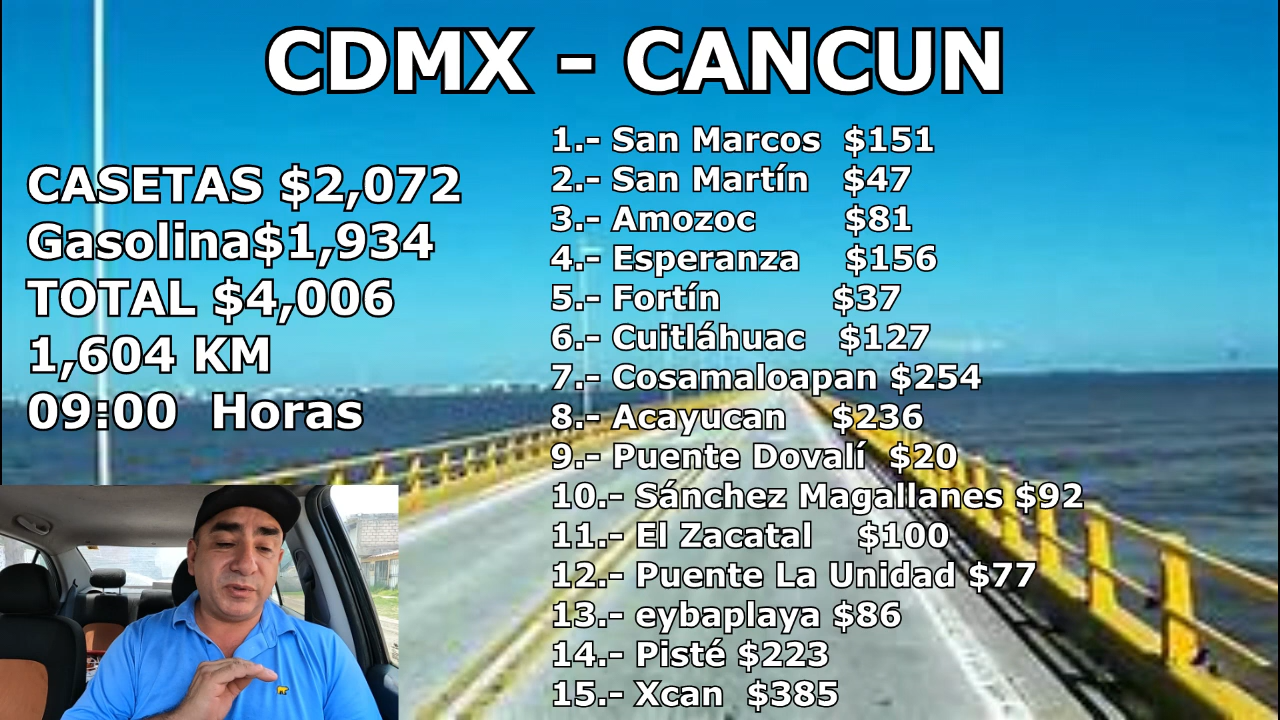 CDMX - CANCUN
CASETAS $2,072
Gasolina$1,934
TOTAL $4,006
1,604 KM
09:00 Horas
1.- San Marcos $151
2.- San Martín $47
3.- Amozoc $81
4.- Esperanza $156
5.- Fortín $37
6.- Cuitláhuac $127
7.- Cosamaloapan $254
8.- Acayucan $236
9.- Puente Dovalí $20
10.- Sánchez Magallanes $92
11.- El Zacatal $100
12.- Puente La Unidad $77
13.- eybaplaya $86
14.- Pisté $223
15.- Xcan $385